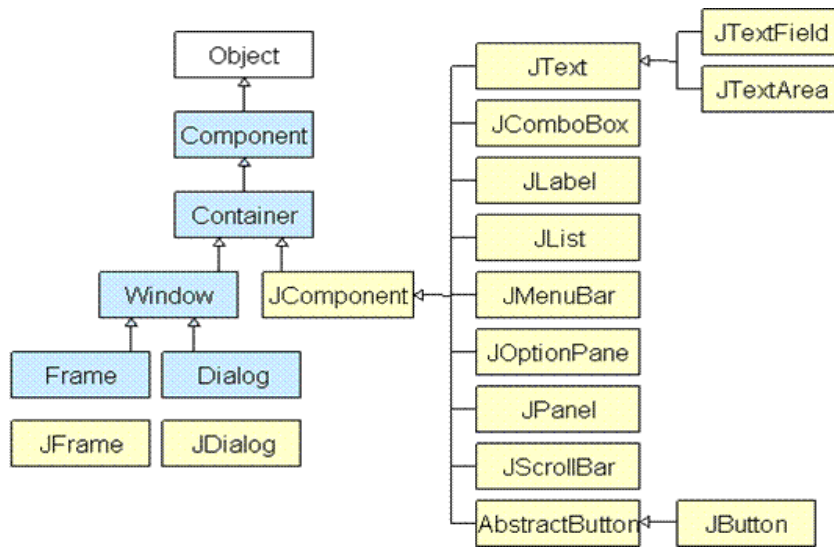 Object
Component
Container
Window
JComponent
Frame
Dialog
JFrame
JDialog
JText
JComboBox
JLabel
JList
JMenuBar
JOptionPane
JPanel
JScrollBar
AbstractButton
JTextField
JTextArea
JButton